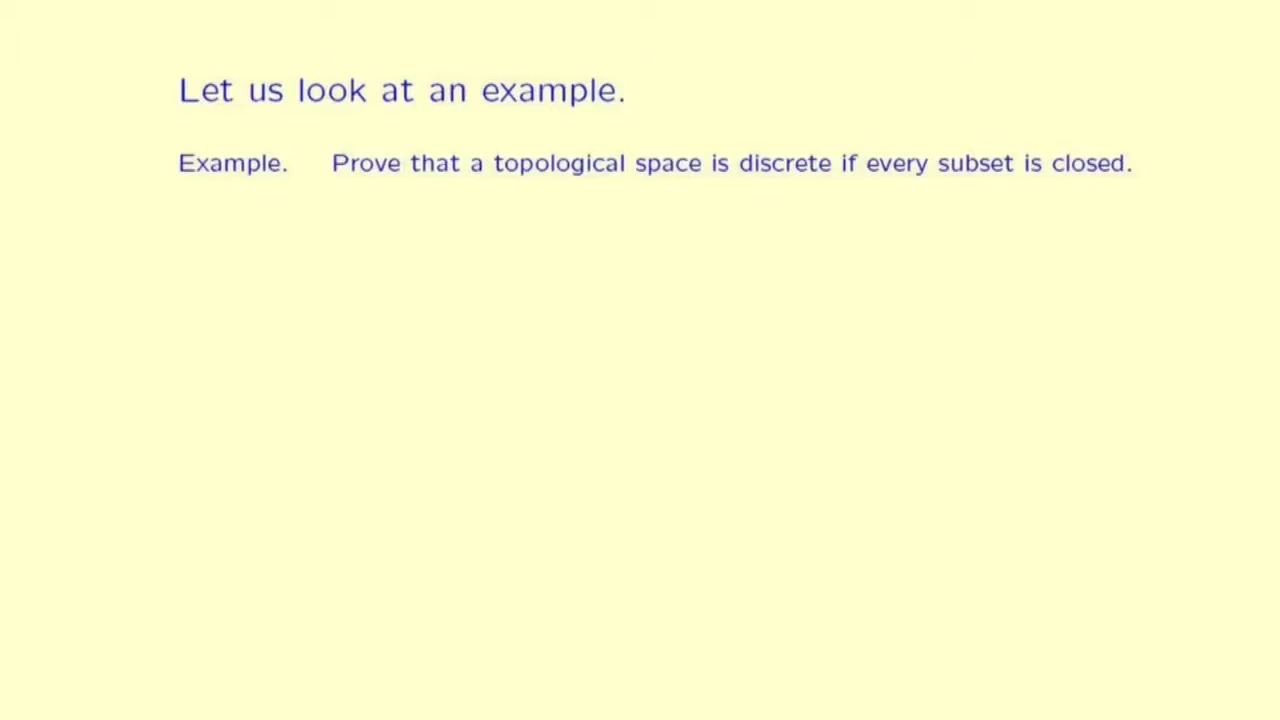 Let us look at an example.
Example. Prove that a topological space is discrete if every subset is closed.